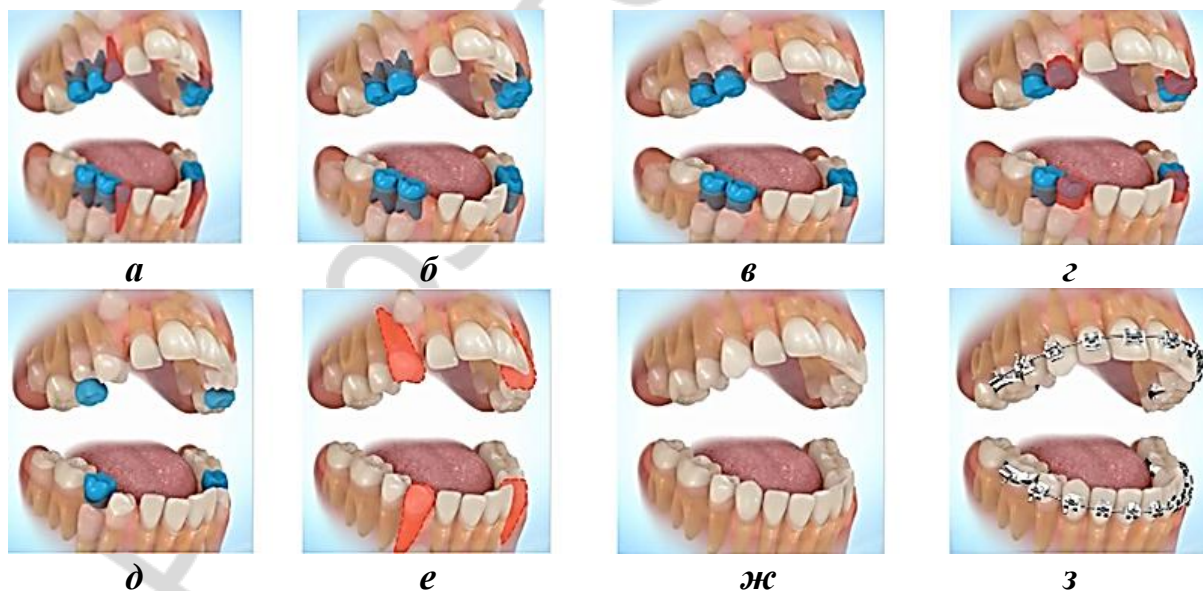 а б в г
д е ж з